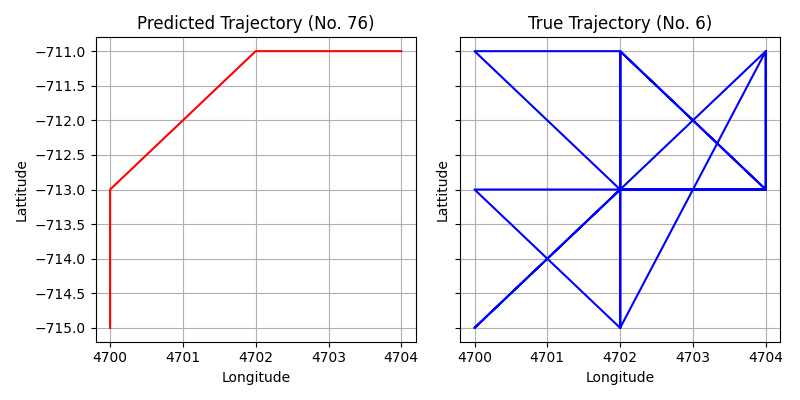 Predicted Trajectory (No. 76)
True Trajectory (No. 6)
Lattitude
−711.0
−711.5
−712.0
−712.5
−713.0
−713.5
−714.0
−714.5
−715.0
4700 4701 4702 4703 4704
Longitude
Lattitude
4700 4701 4702 4703 4704
Longitude